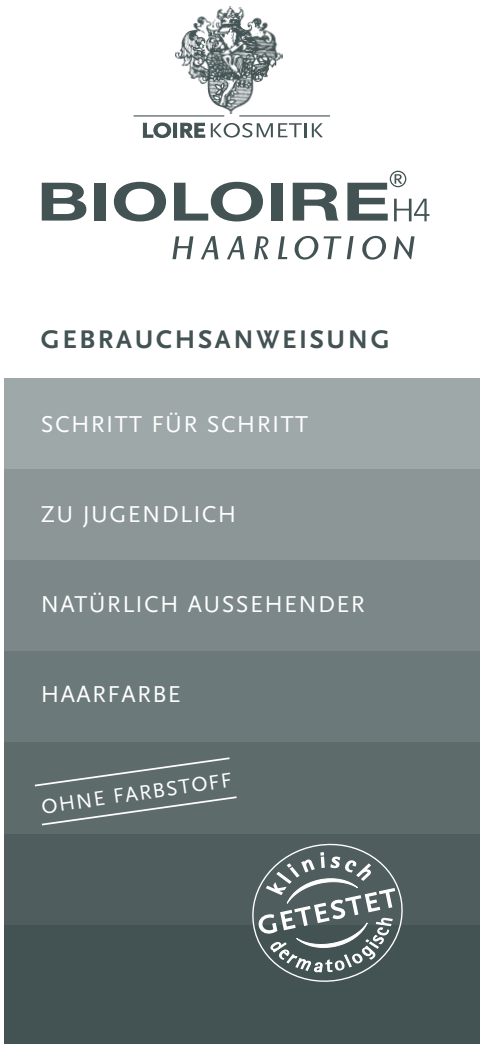 LOIRE KOSMETIK
BIOLOIRE® H4
HAARLOTION
GEBRAUCHSANWEISUNG
SCHRITT FÜR SCHRITT
ZU JUGENDLICH
NATÜRLICH AUSSEHENDER
HAARFARBE
OHNE FARBSTOFF
klinisch
GETESTET
dermatologisch